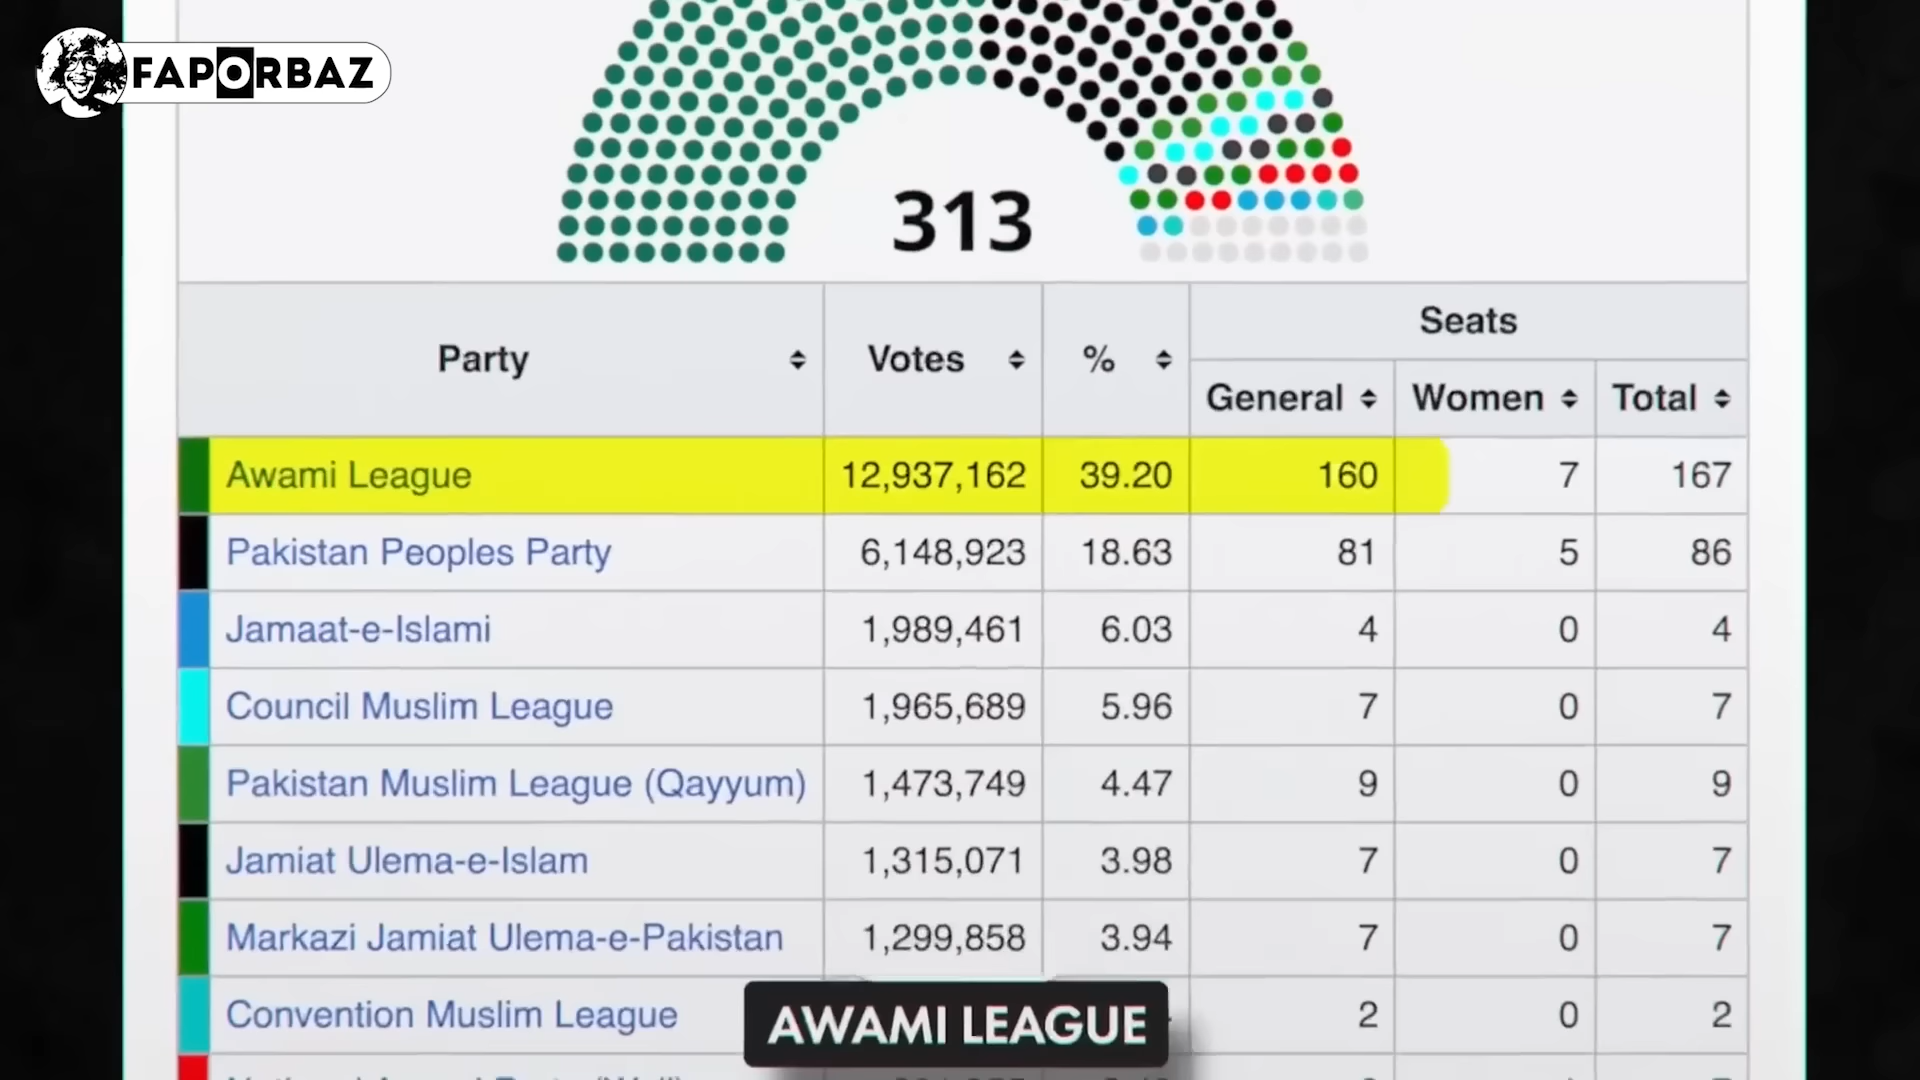 FAPORBAZ
313
Party Votes % Seats
General Women Total
Awami League 12,937,162 39.20 160 7 167
Pakistan Peoples Party 6,148,923 18.63 81 5 86
Jamaat-e-Islami 1,989,461 6.03 4 0 4
Council Muslim League 1,965,689 5.96 7 0 7
Pakistan Muslim League (Qayyum) 1,473,749 4.47 9 0 9
Jamiat Ulema-e-Islam 1,315,071 3.98 7 0 7
Markazi Jamiat Ulema-e-Pakistan 1,299,858 3.94 7 0 7
Convention Muslim League 2 0 2
AWAMI LEAGUE